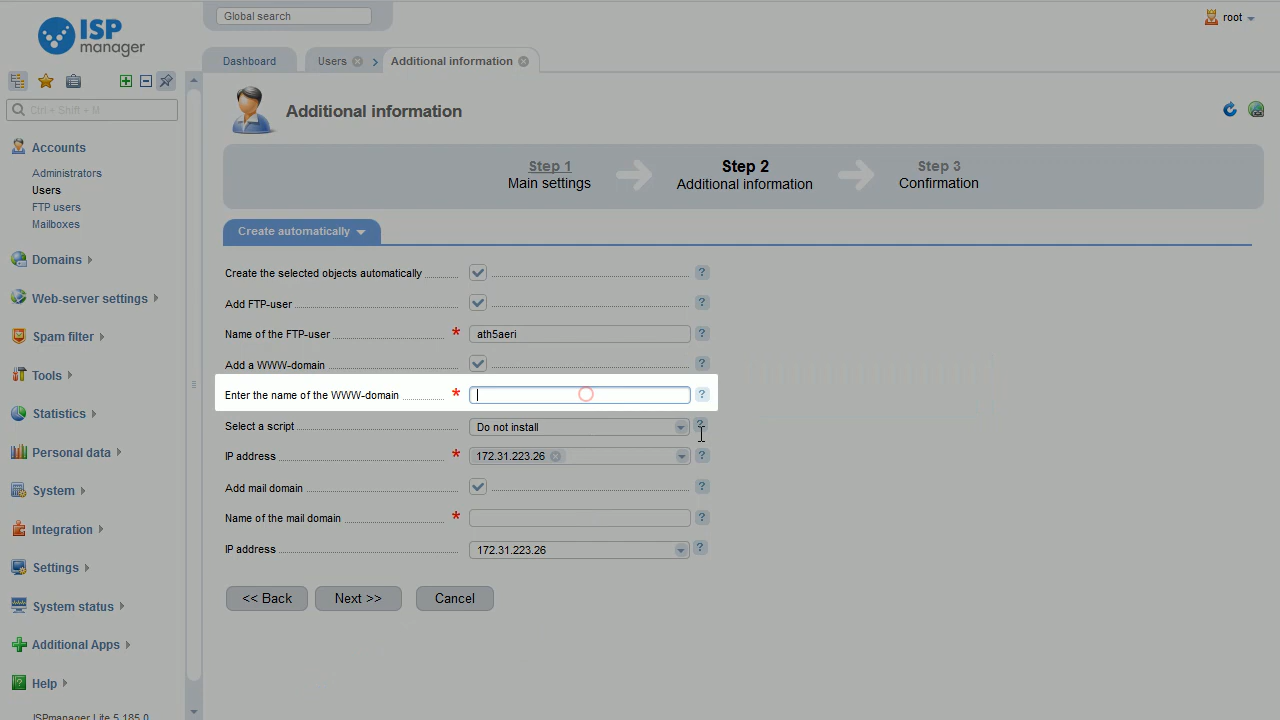 ISP
manager
Global search
root
Dashboard
Users
Additional information
Ctrl + Shift + M
Additional information
Step 1
Main settings
Step 2
Additional information
Step 3
Confirmation
Accounts
Administrators
Users
FTP users
Mailboxes
Domains
Web-server settings
Spam filter
Tools
Statistics
Personal data
System
Integration
Settings
System status
Additional Apps
Help
ISPmanager Lite 5.185.0
Create automatically
Create the selected objects automatically ?
Add FTP-user ?
Name of the FTP-user * ath5aeri ?
Add a WWW-domain ?
Enter the name of the WWW-domain * ?
Select a script Do not install ?
IP address * 172.31.223.26 ?
Add mail domain ?
Name of the mail domain * ?
IP address 172.31.223.26 ?
<< Back
Next >>
Cancel